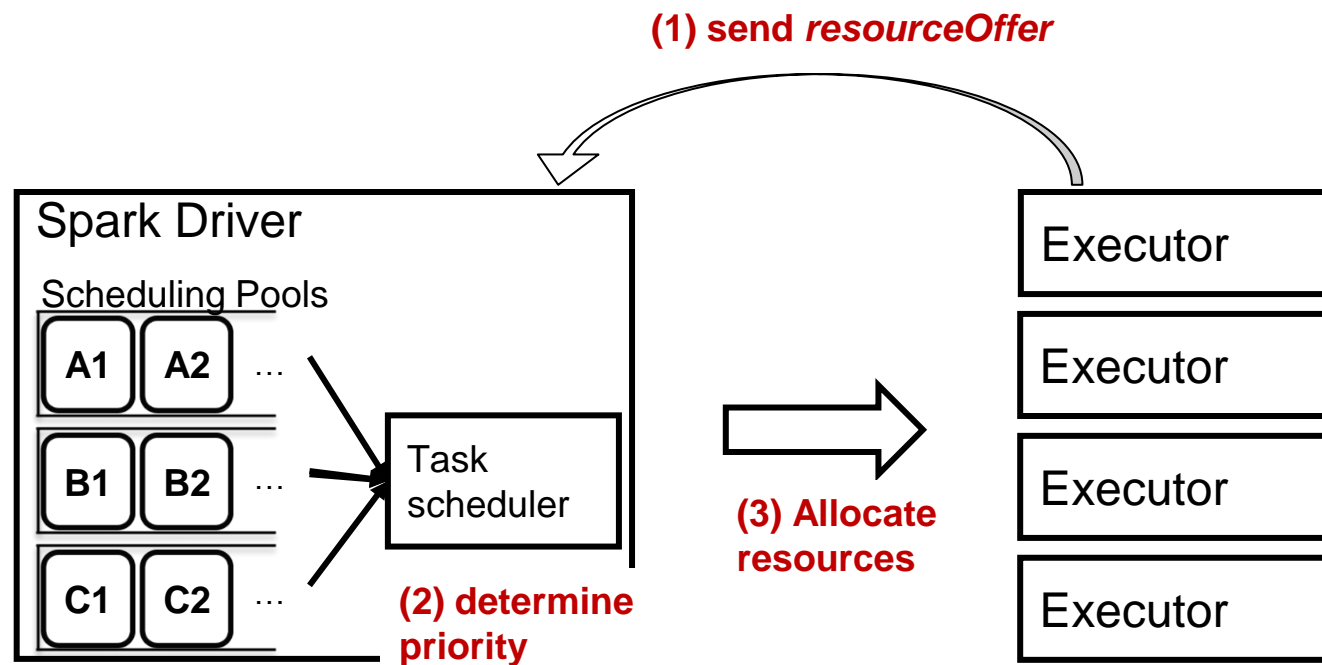 (1) send resourceOffer
Spark Driver
Scheduling Pools
A1 A2 ...
B1 B2 ...
C1 C2 ...
Task
scheduler
(2) determine
priority
(3) Allocate
resources
Executor
Executor
Executor
Executor